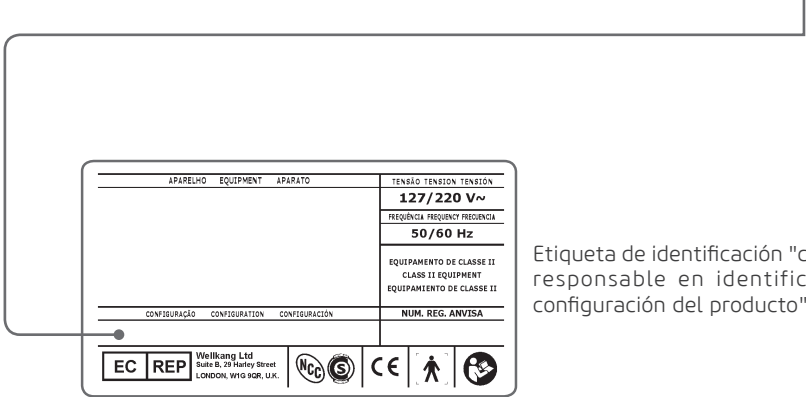 APARELHO EQUIPMENT APARATO
TENSÃO TENSION TENSIÓN
127/220 V~
FREQUÊNCIA FREQUENCY FRECUENCIA
50/60 Hz
EQUIPAMENTO DE CLASSE II
CLASS II EQUIPMENT
EQUIPAMIENTO DE CLASSE II
CONFIGURAÇÃO CONFIGURATION CONFIGURACIÓN
NUM. REG. ANVISA
EC REP
Wellkang Ltd
Suite B, 29 Harley Street
LONDON, W1G 9QR, U.K.
NCC S CE
Etiqueta de identificación "
responsable en
configuración del producto"